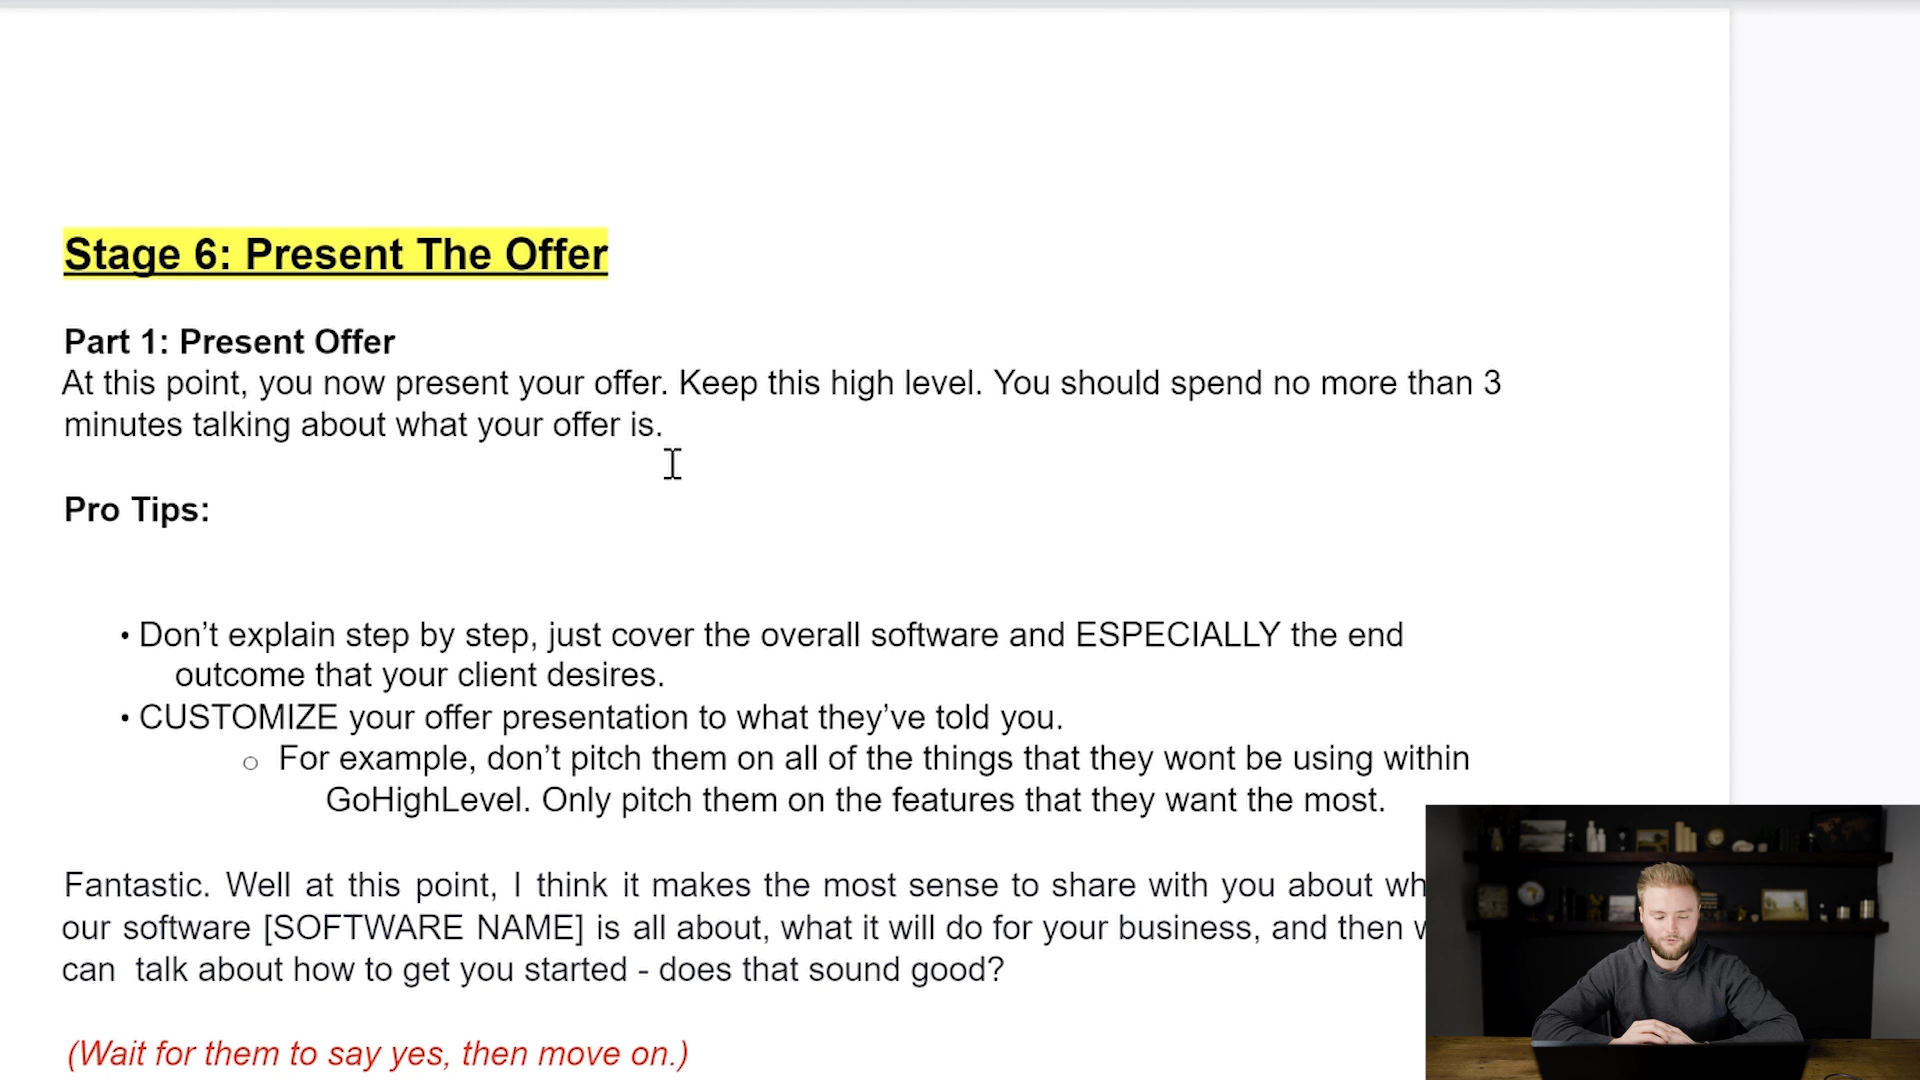 Stage 6: Present The Offer
Part 1: Present Offer
At this point, you now present your offer. Keep this high level. You should spend no more than 3
minutes talking about what your offer is.
Pro Tips:
• Don’t explain step by step, just cover the overall software and ESPECIALLY the end
outcome that your client desires.
• CUSTOMIZE your offer presentation to what they’ve told you.
○ For example, don’t pitch them on all of the things that they wont be using within
GoHighLevel. Only pitch them on the features that they want the most.
Fantastic. Well at this point, I think it makes the most sense to share with you about
our software [SOFTWARE NAME] is all about, what it will do for your business, and then
can talk about how to get you started - does that sound good?
(Wait for them to say yes, then move on.)